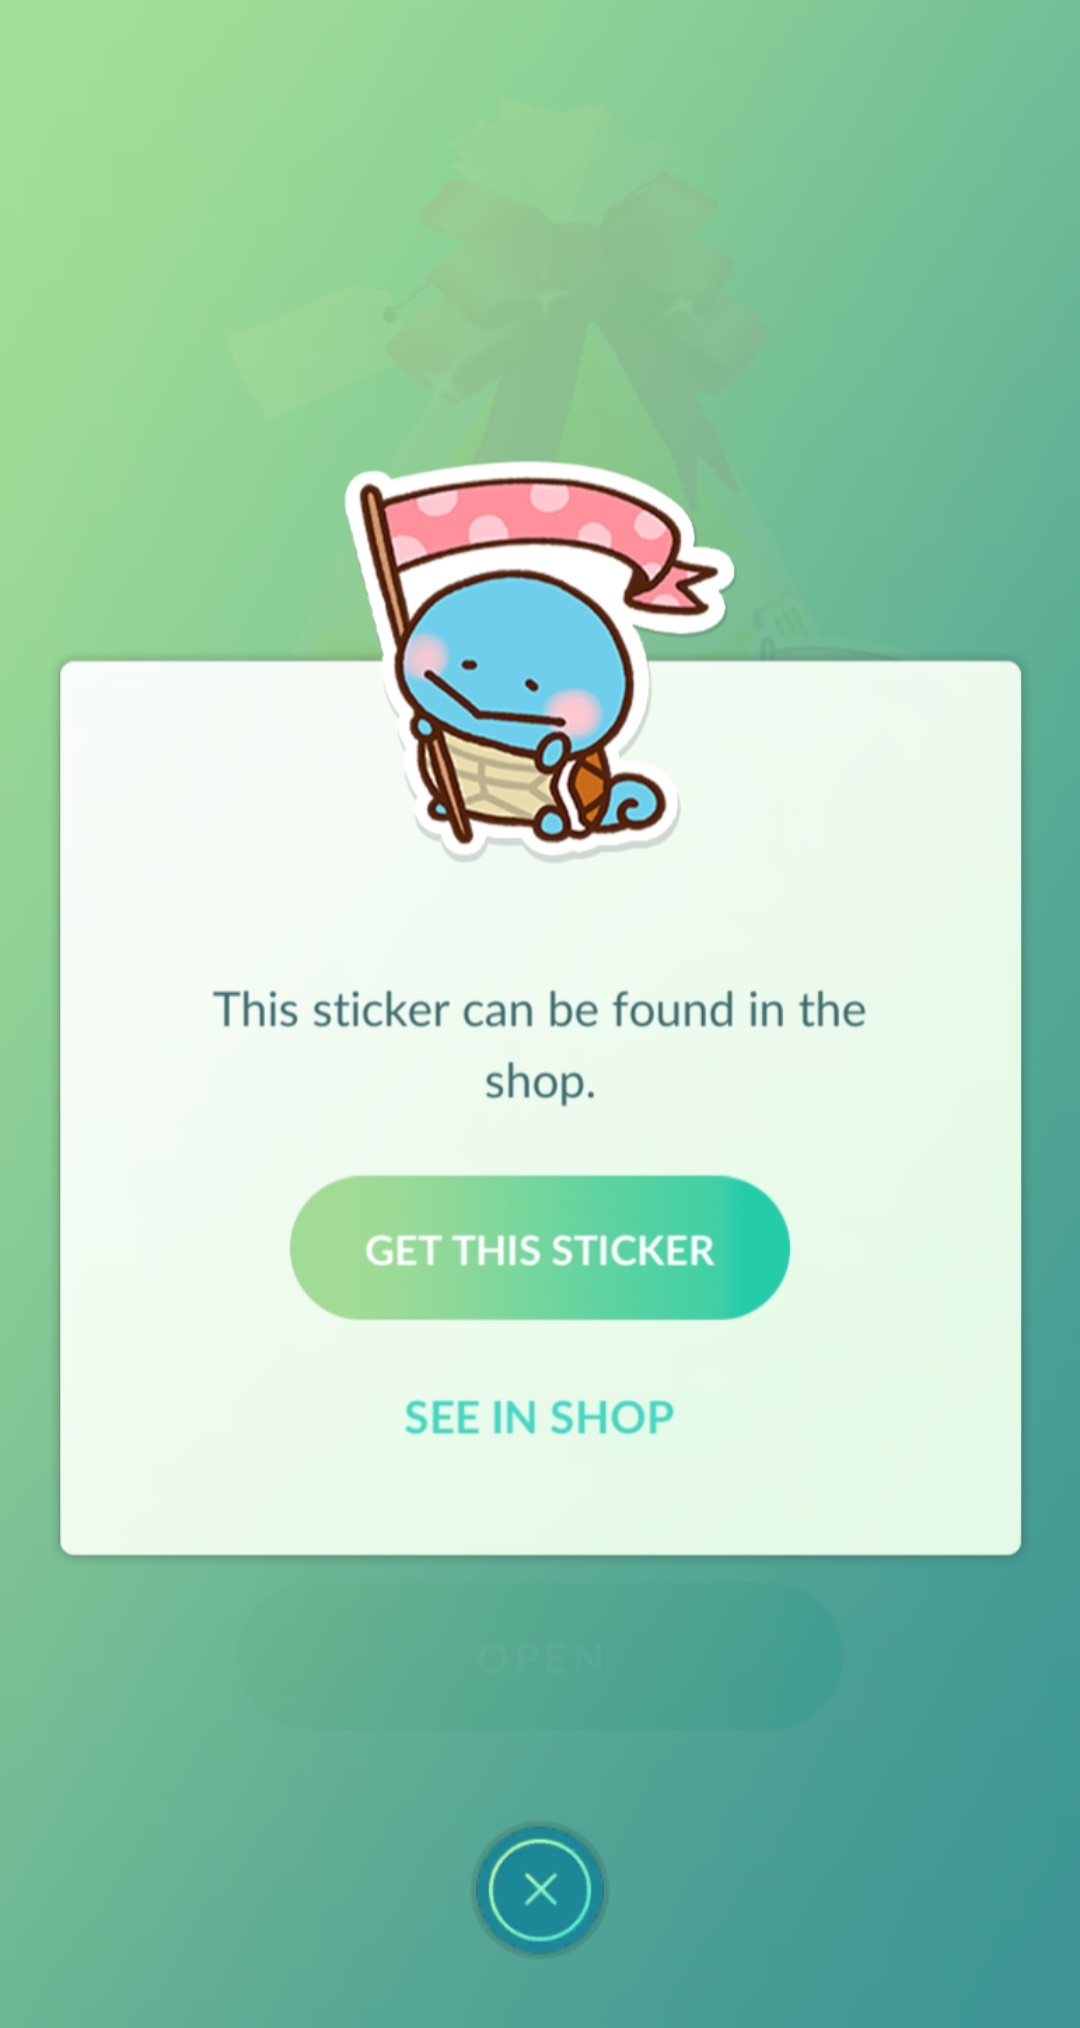 This sticker can be found in the
shop.
GET THIS STICKER
SEE IN SHOP
OPEN